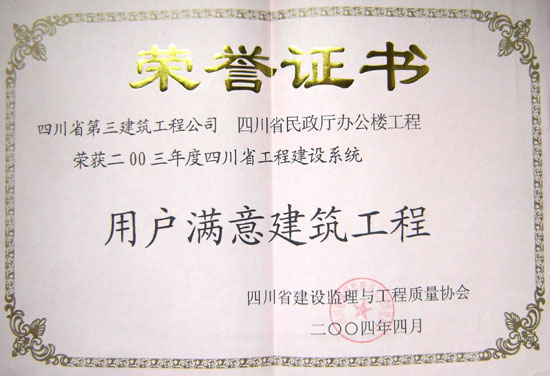 荣誉证书
四川省第三建筑工程公司 四川省民政厅办公楼工程
荣获二00三年度四川省工程建设系统
用户满意建筑工程
四川省建设监理与工程质量协会
二〇〇四年四月